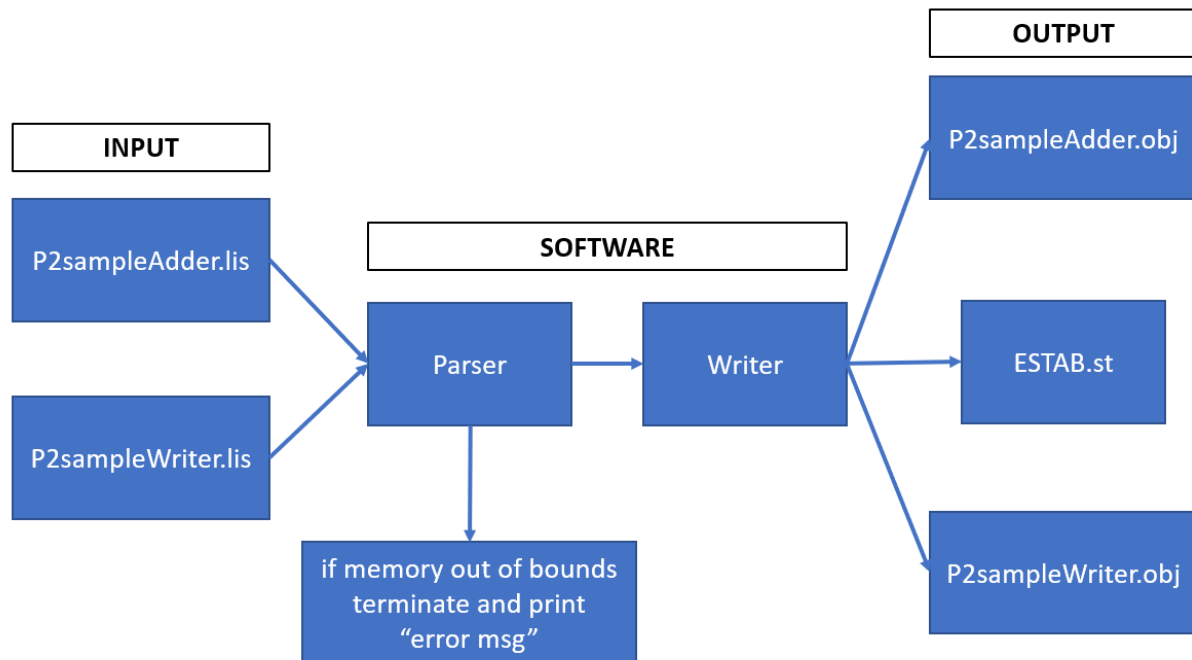 INPUT
P2sampleAdder.lis
P2sampleWriter.lis
SOFTWARE
Parser
Writer
if memory out of bounds
terminate and print
“error msg”
OUTPUT
P2sampleAdder.obj
ESTAB.st
P2sampleWriter.obj